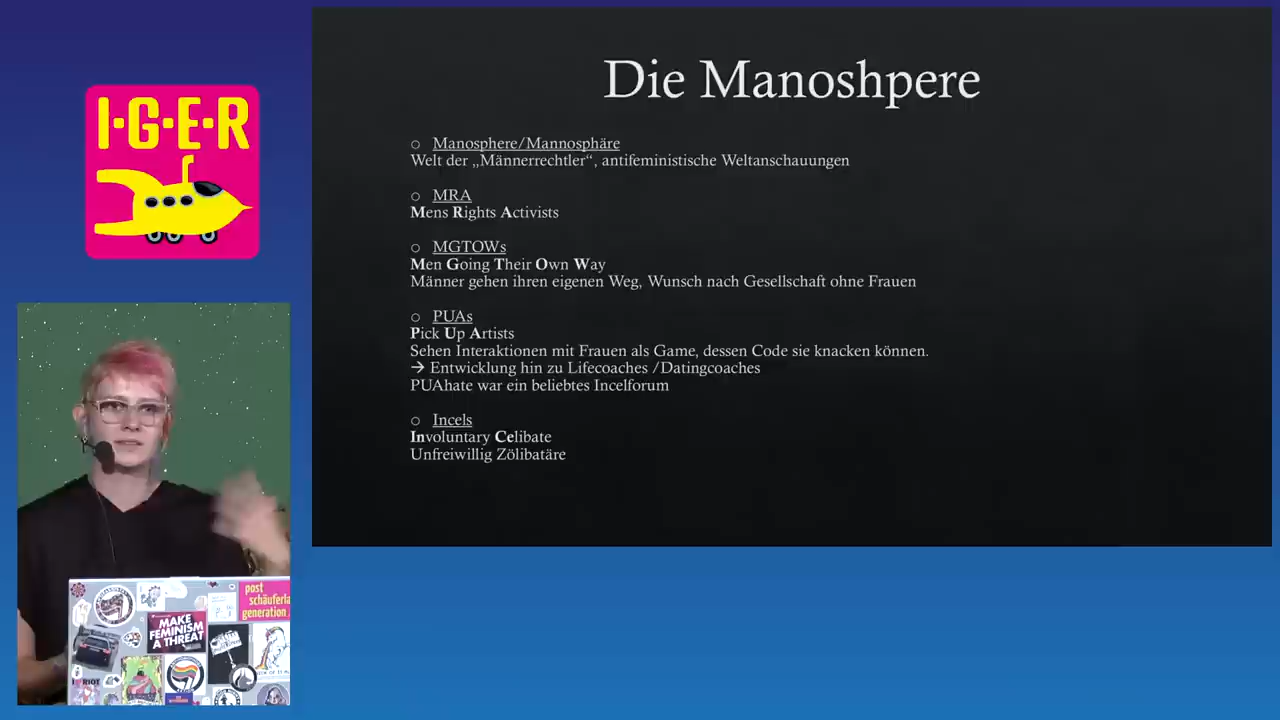 I·G·E·R
Die Manoshpere
Manosphere/Mannosphäre
Welt der „Männerrechtler“, antifeministische Weltanschauungen
MRA
Mens Rights Activists
MGTOWs
Men Going Their Own Way
Männer gehen ihren eigenen Weg, Wunsch nach Gesellschaft ohne Frauen
PUAs
Pick Up Artists
Sehen Interaktionen mit Frauen als Game, dessen Code sie knacken können.
→ Entwicklung hin zu Lifecoaches /Datingcoaches
PUAhate war ein beliebtes Incelforum
Incels
Involuntary Celibate
Unfreiwillig Zölibatäre
post
schäuferla
generation
MAKE
FEMINISM
A THREAT
RIOT